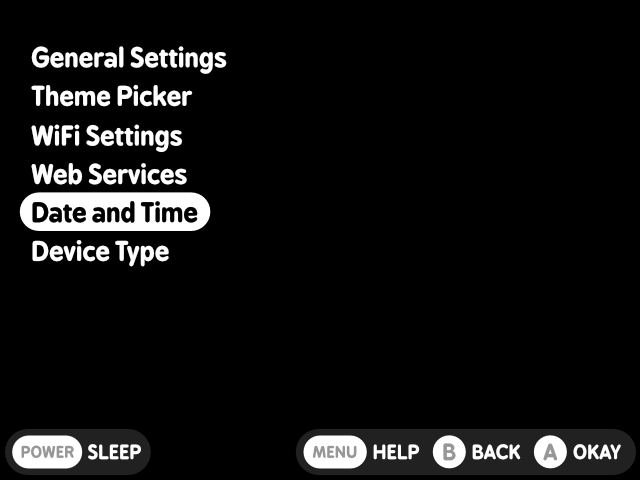 General Settings
Theme Picker
WiFi Settings
Web Services
Date and Time
Device Type
POWER SLEEP MENU HELP B BACK A OKAY